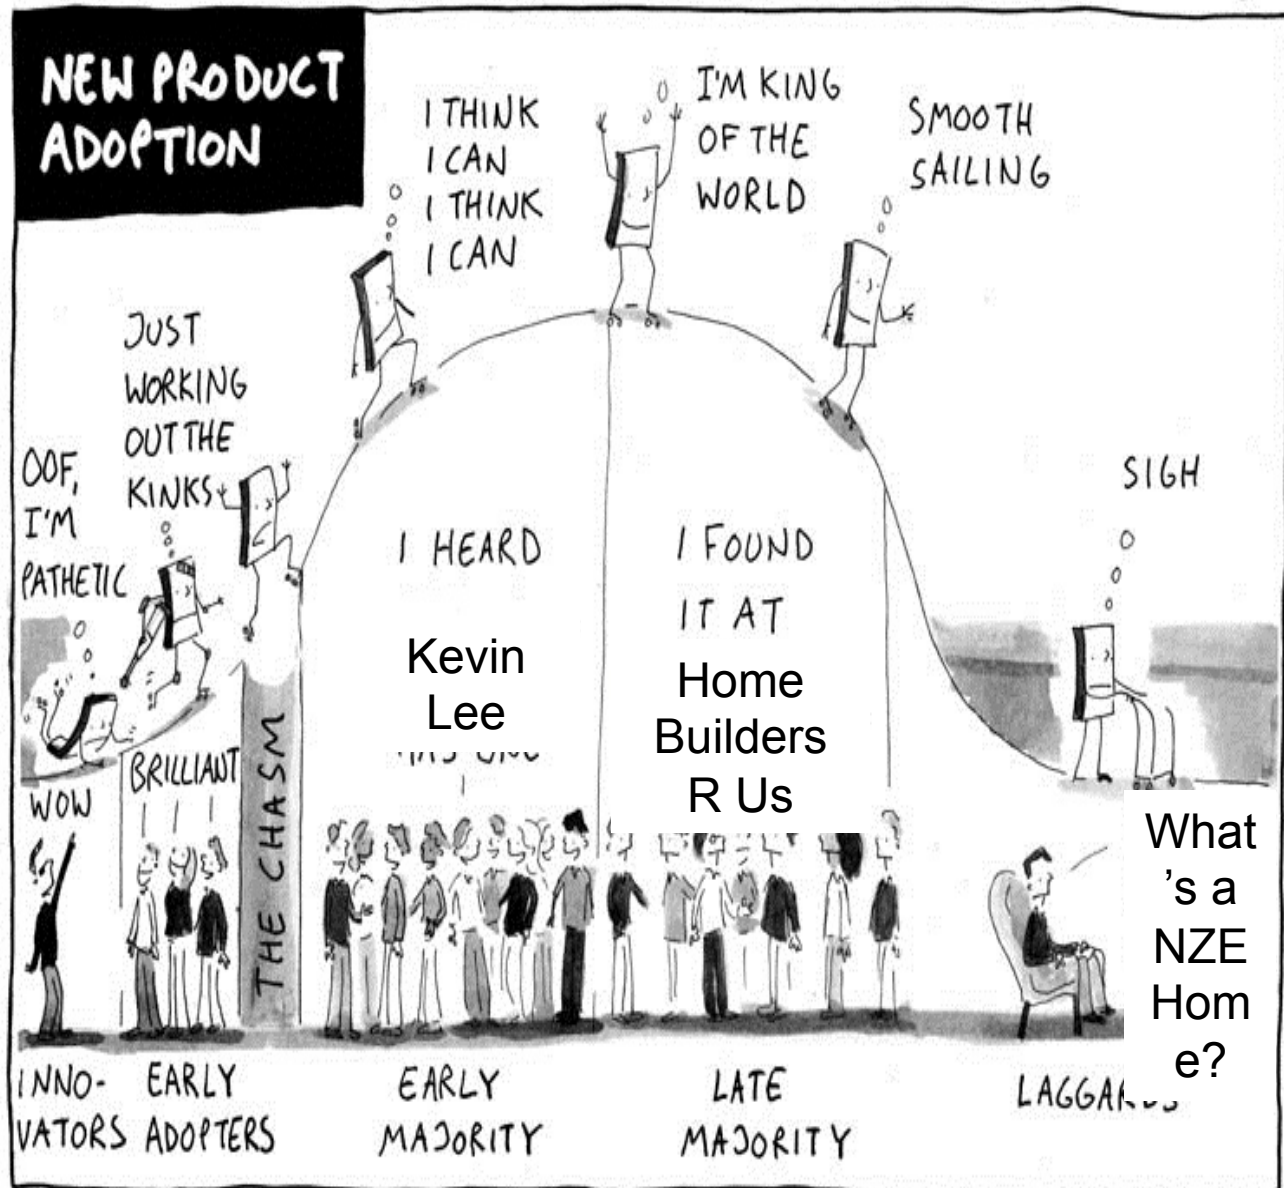 NEW PRODUCT
ADOPTION
OOF,
I'M
PATHETIC
JUST
WORKING
OUT THE
KINKS
I THINK
I CAN
I THINK
I CAN
I'M KING
OF THE
WORLD
SMOOTH
SAILING
SIGH
WOW
BRILLIANT
THE CHASM
I HEARD
Kevin
Lee
I FOUND
IT AT
Home
Builders
R Us
What
’s a
NZE
Hom
e?
INNO-
VATORS
EARLY
ADOPTERS
EARLY
MAJORITY
LATE
MAJORITY